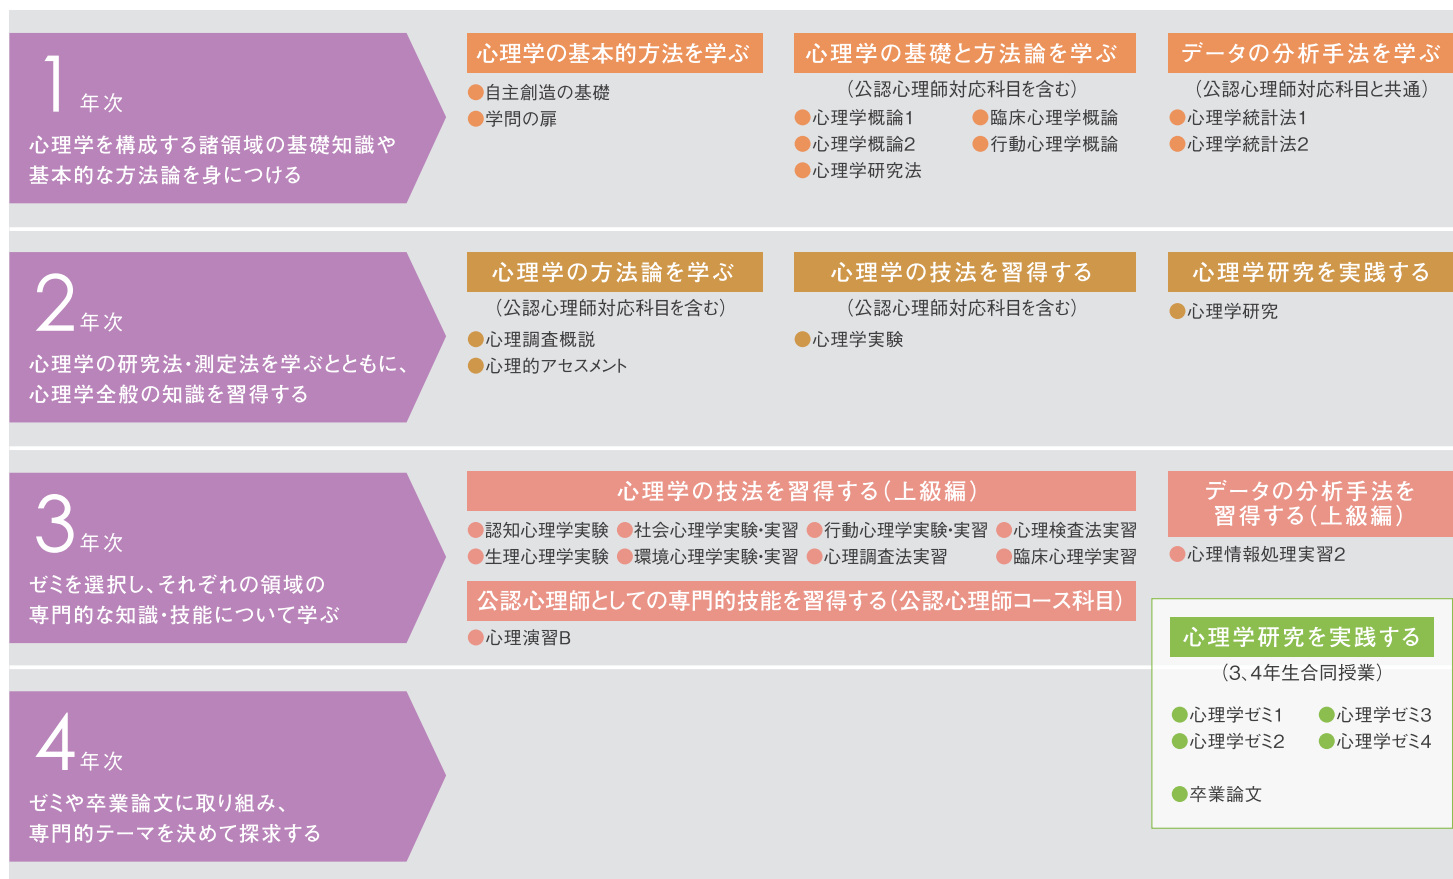 1年次
心理学を構成する諸領域の基礎知識や
基本的な方法論を身につける
心理学の基本的方法を学ぶ
●自主創造の基礎
●学問の扉
心理学の基礎と方法論を学ぶ
（公認心理師対応科目を含む）
●心理学概論1
●臨床心理学概論
●心理学概論2
●行動心理学概論
●心理学研究法
データの分析手法を学ぶ
（公認心理師対応科目と共通）
●心理学統計法1
●心理学統計法2
2年次
心理学の研究法・測定法を学ぶとともに、
心理学全般の知識を習得する
心理学の方法論を学ぶ
（公認心理師対応科目を含む）
●心理調査概説
●心理的アセスメント
心理学の技法を習得する
（公認心理師対応科目を含む）
●心理学実験
心理学研究を実践する
●心理学研究
3年次
ゼミを選択し、それぞれの領域の
専門的な知識・技能について学ぶ
心理学の技法を習得する（上級編）
●認知心理学実験 ●社会心理学実験・実習 ●行動心理学実験・実習 ●心理検査法実習
●生理心理学実験 ●環境心理学実験・実習 ●心理調査法実習 ●臨床心理学実習
公認心理師としての専門的技能を習得する（公認心理師コース科目）
●心理演習B
データの分析手法を
習得する（上級編）
●心理情報処理実習2
4年次
ゼミや卒業論文に取り組み、
専門的テーマを決めて探求する
心理学研究を実践する
（3、4年生合同授業）
●心理学ゼミ1 ●心理学ゼミ3
●心理学ゼミ2 ●心理学ゼミ4
●卒業論文